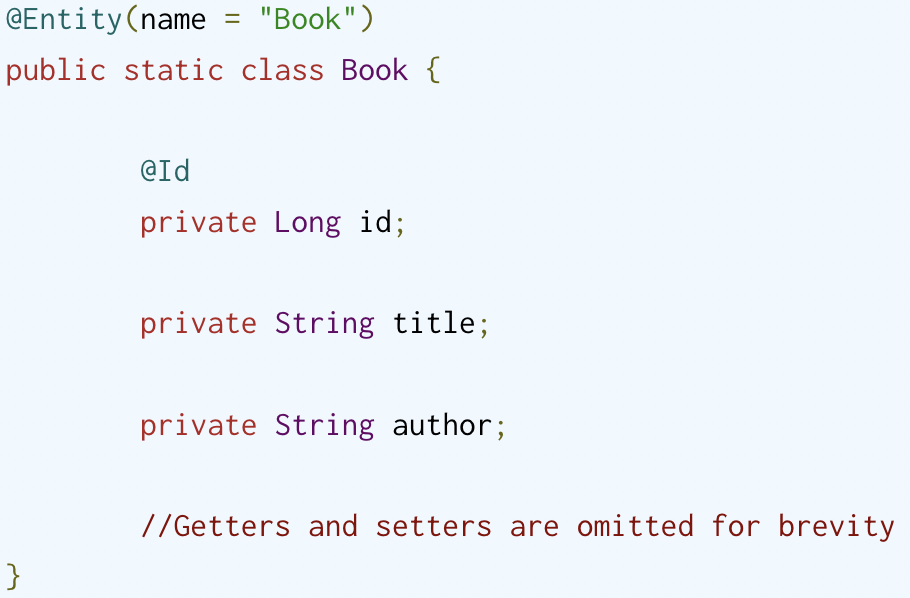 @Entity(name = "Book")
public static class Book {
@Id
private Long id;
private String title;
private String author;
//Getters and setters are omitted for brevity
}